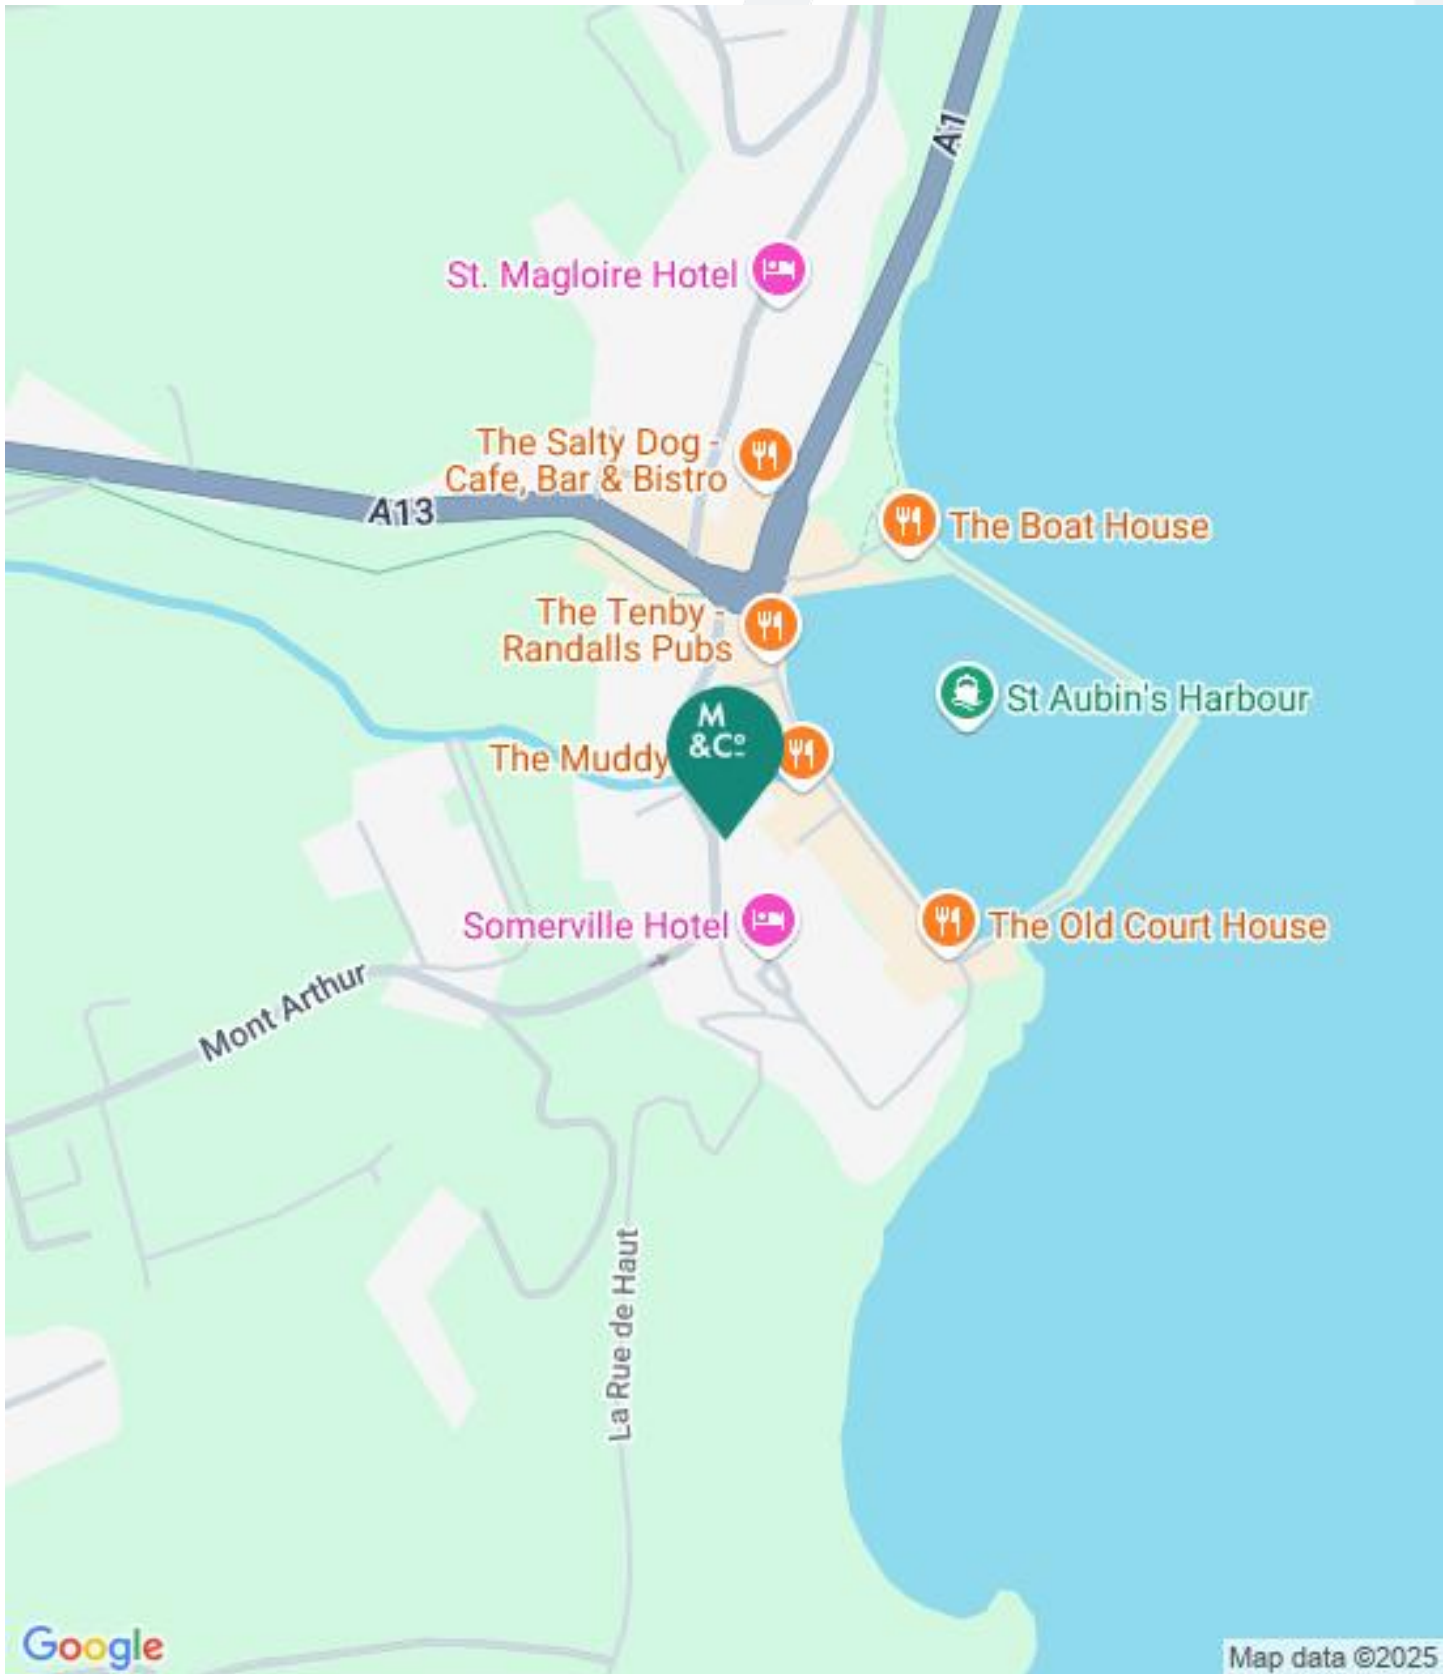 A1
St. Magloire Hotel
The Salty Dog -
Cafe, Bar & Bistro
A13
The Boat House
The Tenby -
Randalls Pubs
St Aubin's Harbour
M
&Cº
The Muddy
Somerville Hotel
The Old Court House
Mont Arthur
La Rue de Haut
Google
Map data ©2025